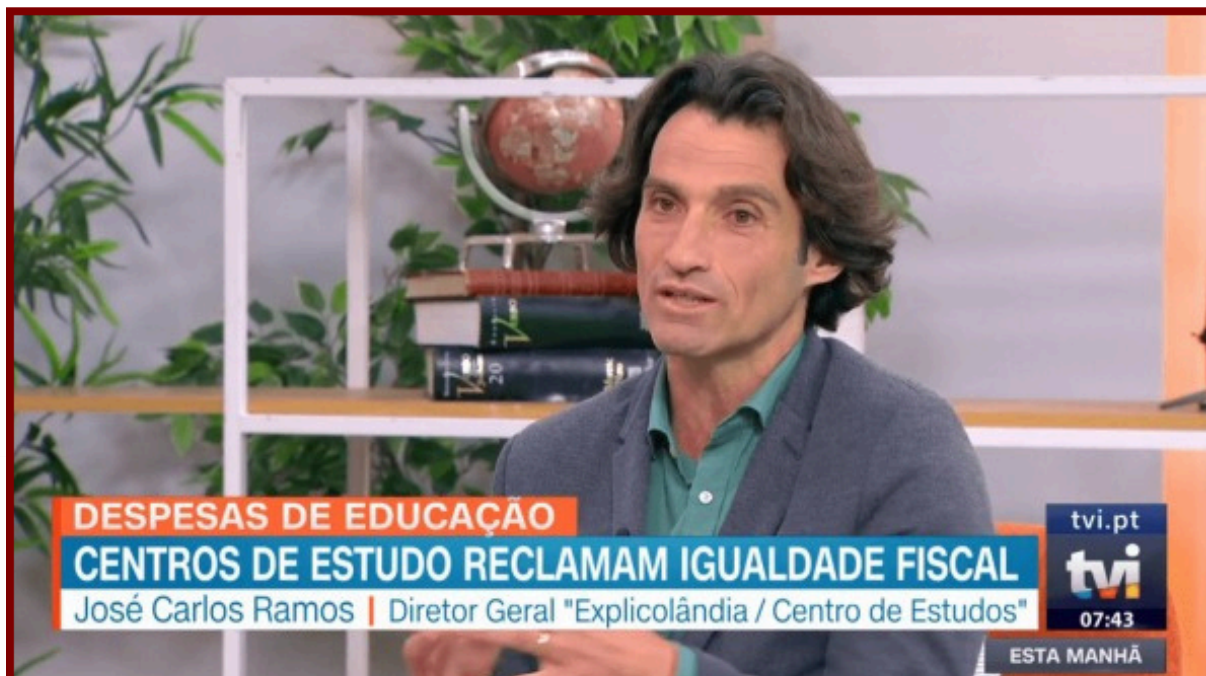 20
DESPESAS DE EDUCAÇÃO
CENTROS DE ESTUDO RECLAMAM IGUALDADE FISCAL
José Carlos Ramos | Diretor Geral "Explicolândia / Centro de Estudos"
tvi.pt
tvi
07:43
ESTA MANHÃ